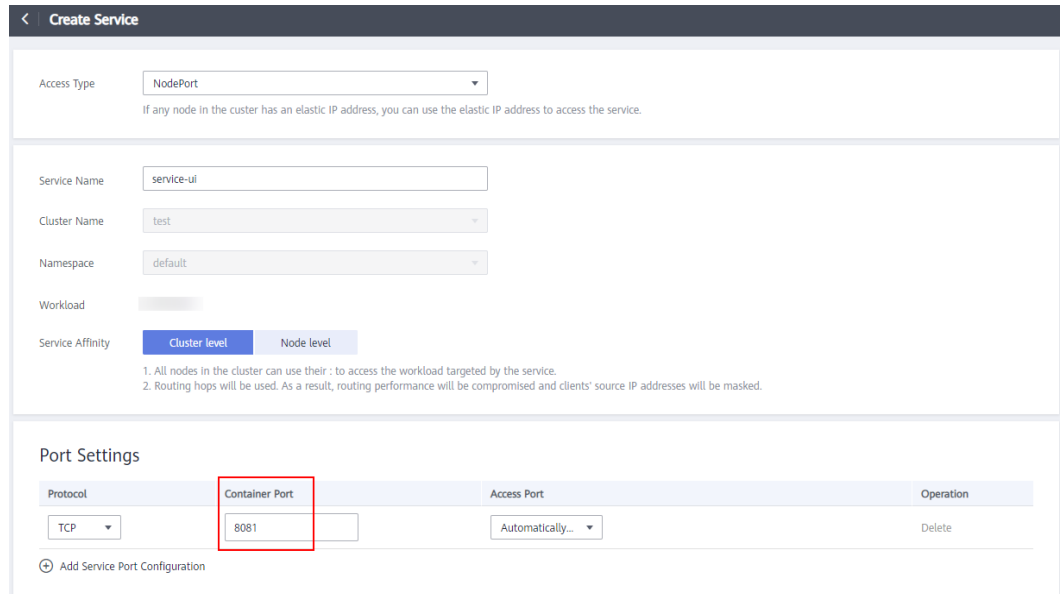 Create Service
Access Type NodePort
If any node in the custer has an elastic IP address, you can use the elastic IP address to access the service.
Service Name service-ui
Cluster Name test
Namespace default
Workload
Service Affinity Cluster level Node level
1. All nodes in the cluster can use their : to access the workload targeted by the service.
2. Routing hops will be used. As a result, routing performance will be compromised and clients' source IP addresses will be masked.
Port Settings
Protocol Container Port Access Port Operation
TCP 8081 Automatically... Delete
Add Service Port Configuration